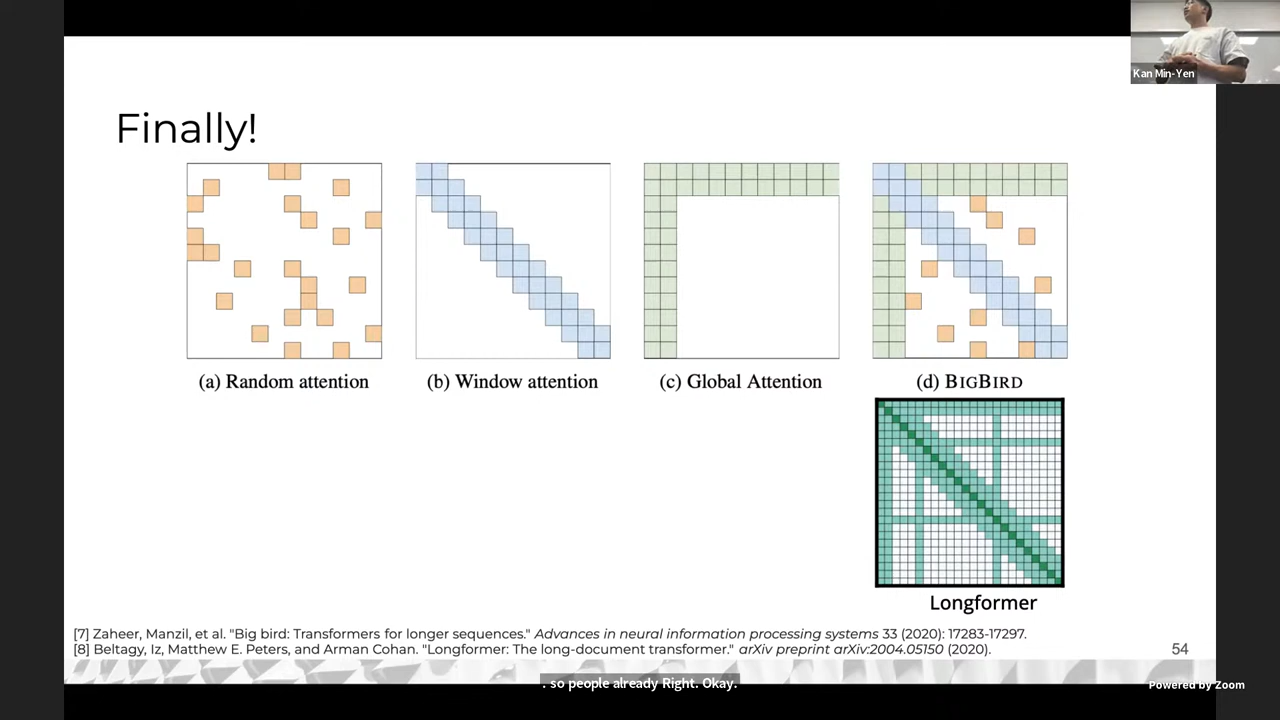 Kan Min-Yen
Finally!
(a) Random attention
(b) Window attention
(c) Global Attention
(d) BIGBIRD
Longformer
[7] Zaheer, Manzil, et al. "Big bird: Transformers for longer sequences." Advances in neural information processing systems 33 (2020): 17283-17297.
[8] Beltagy, Iz, Matthew E. Peters, and Arman Cohan. "Longformer: The long-document transformer." arXiv preprint arXiv:2004.05150 (2020).
54
. so people already Right. Okay.
Powered by Zoom